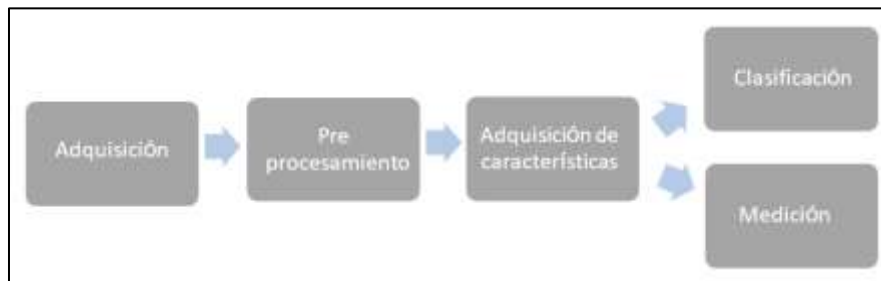 Adquisición
Pre
procesamiento
Adquisición de
características
Clasificación
Medición